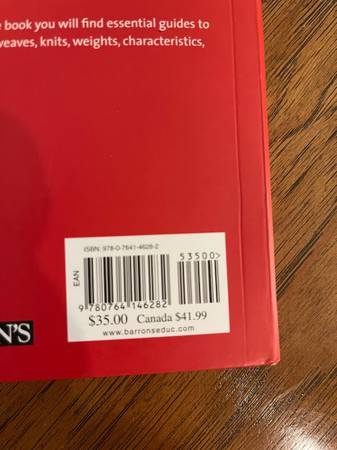 e book you will find essential guides to
weaves, knits, weights, characteristics,
ISBN: 978-0-7641-4628-2
53500>
EAN
9 780764 146282
$35.00 Canada $41.99
www.barronseduc.com
N'S